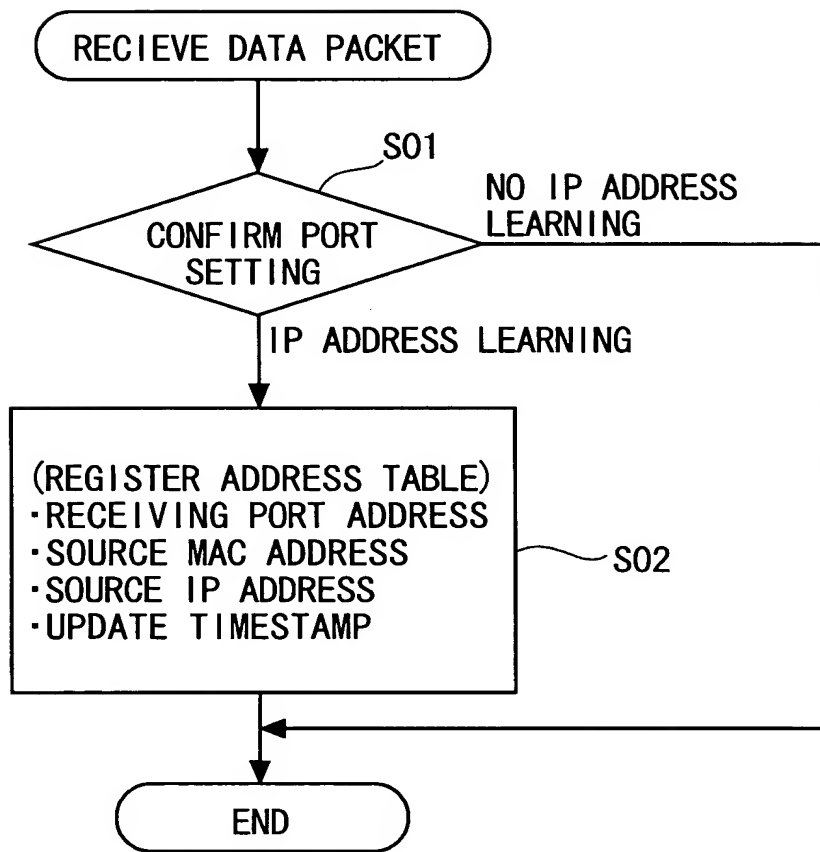 RECIEVE DATA PACKET
S01
CONFIRM PORT
SETTING
NO IP ADDRESS
LEARNING
IP ADDRESS LEARNING
(REGISTER ADDRESS TABLE)
·RECEIVING PORT ADDRESS
·SOURCE MAC ADDRESS
·SOURCE IP ADDRESS
·UPDATE TIMESTAMP
S02
END